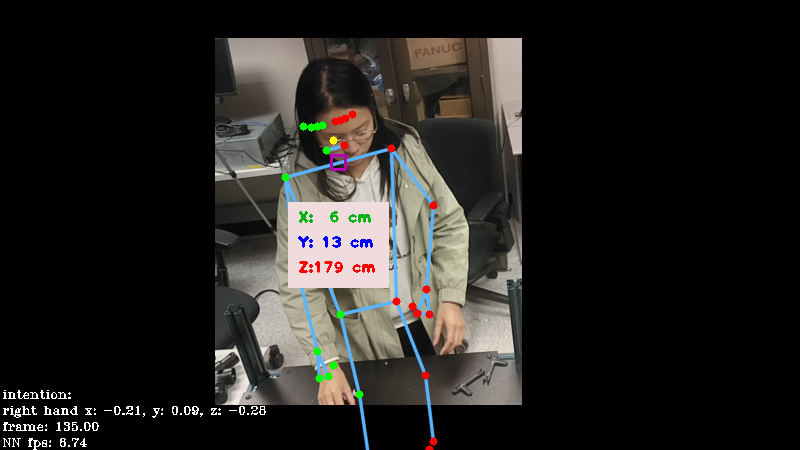 FANUC
X: 6 cm
Y: 13 cm
Z:179 cm
intention:
right hand x: -0.21, y: 0.09, z: -0.28
frame: 135.00
NN fps: 6.74